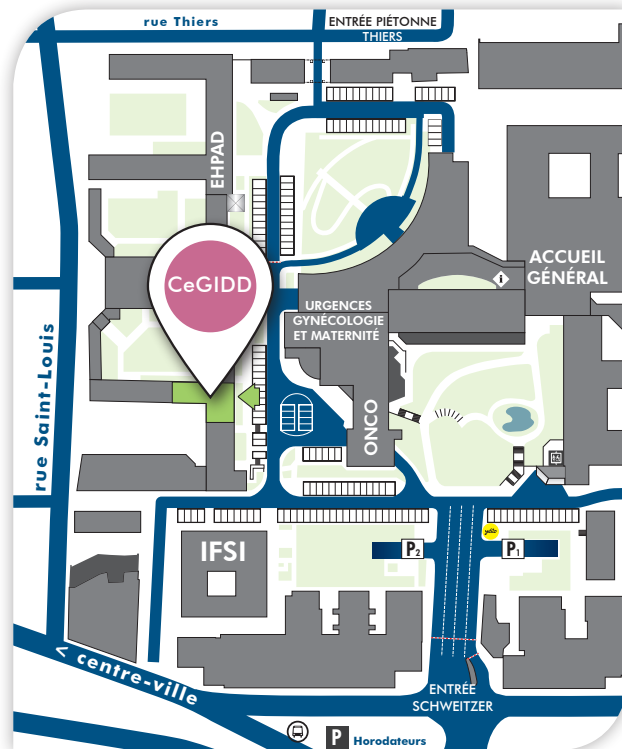 rue Thiers
ENTRÉE PIÉTONNE
THIERS
EHPAD
CeGIDD
ACCUEIL
GÉNÉRAL
i
URGENCES
GYNÉCOLOGIE
ET MATERNITÉ
rue Saint-Louis
ONCO
IFSI
P2
P1
yélo
< centre-ville
ENTRÉE
SCHWEITZER
P Horodateurs